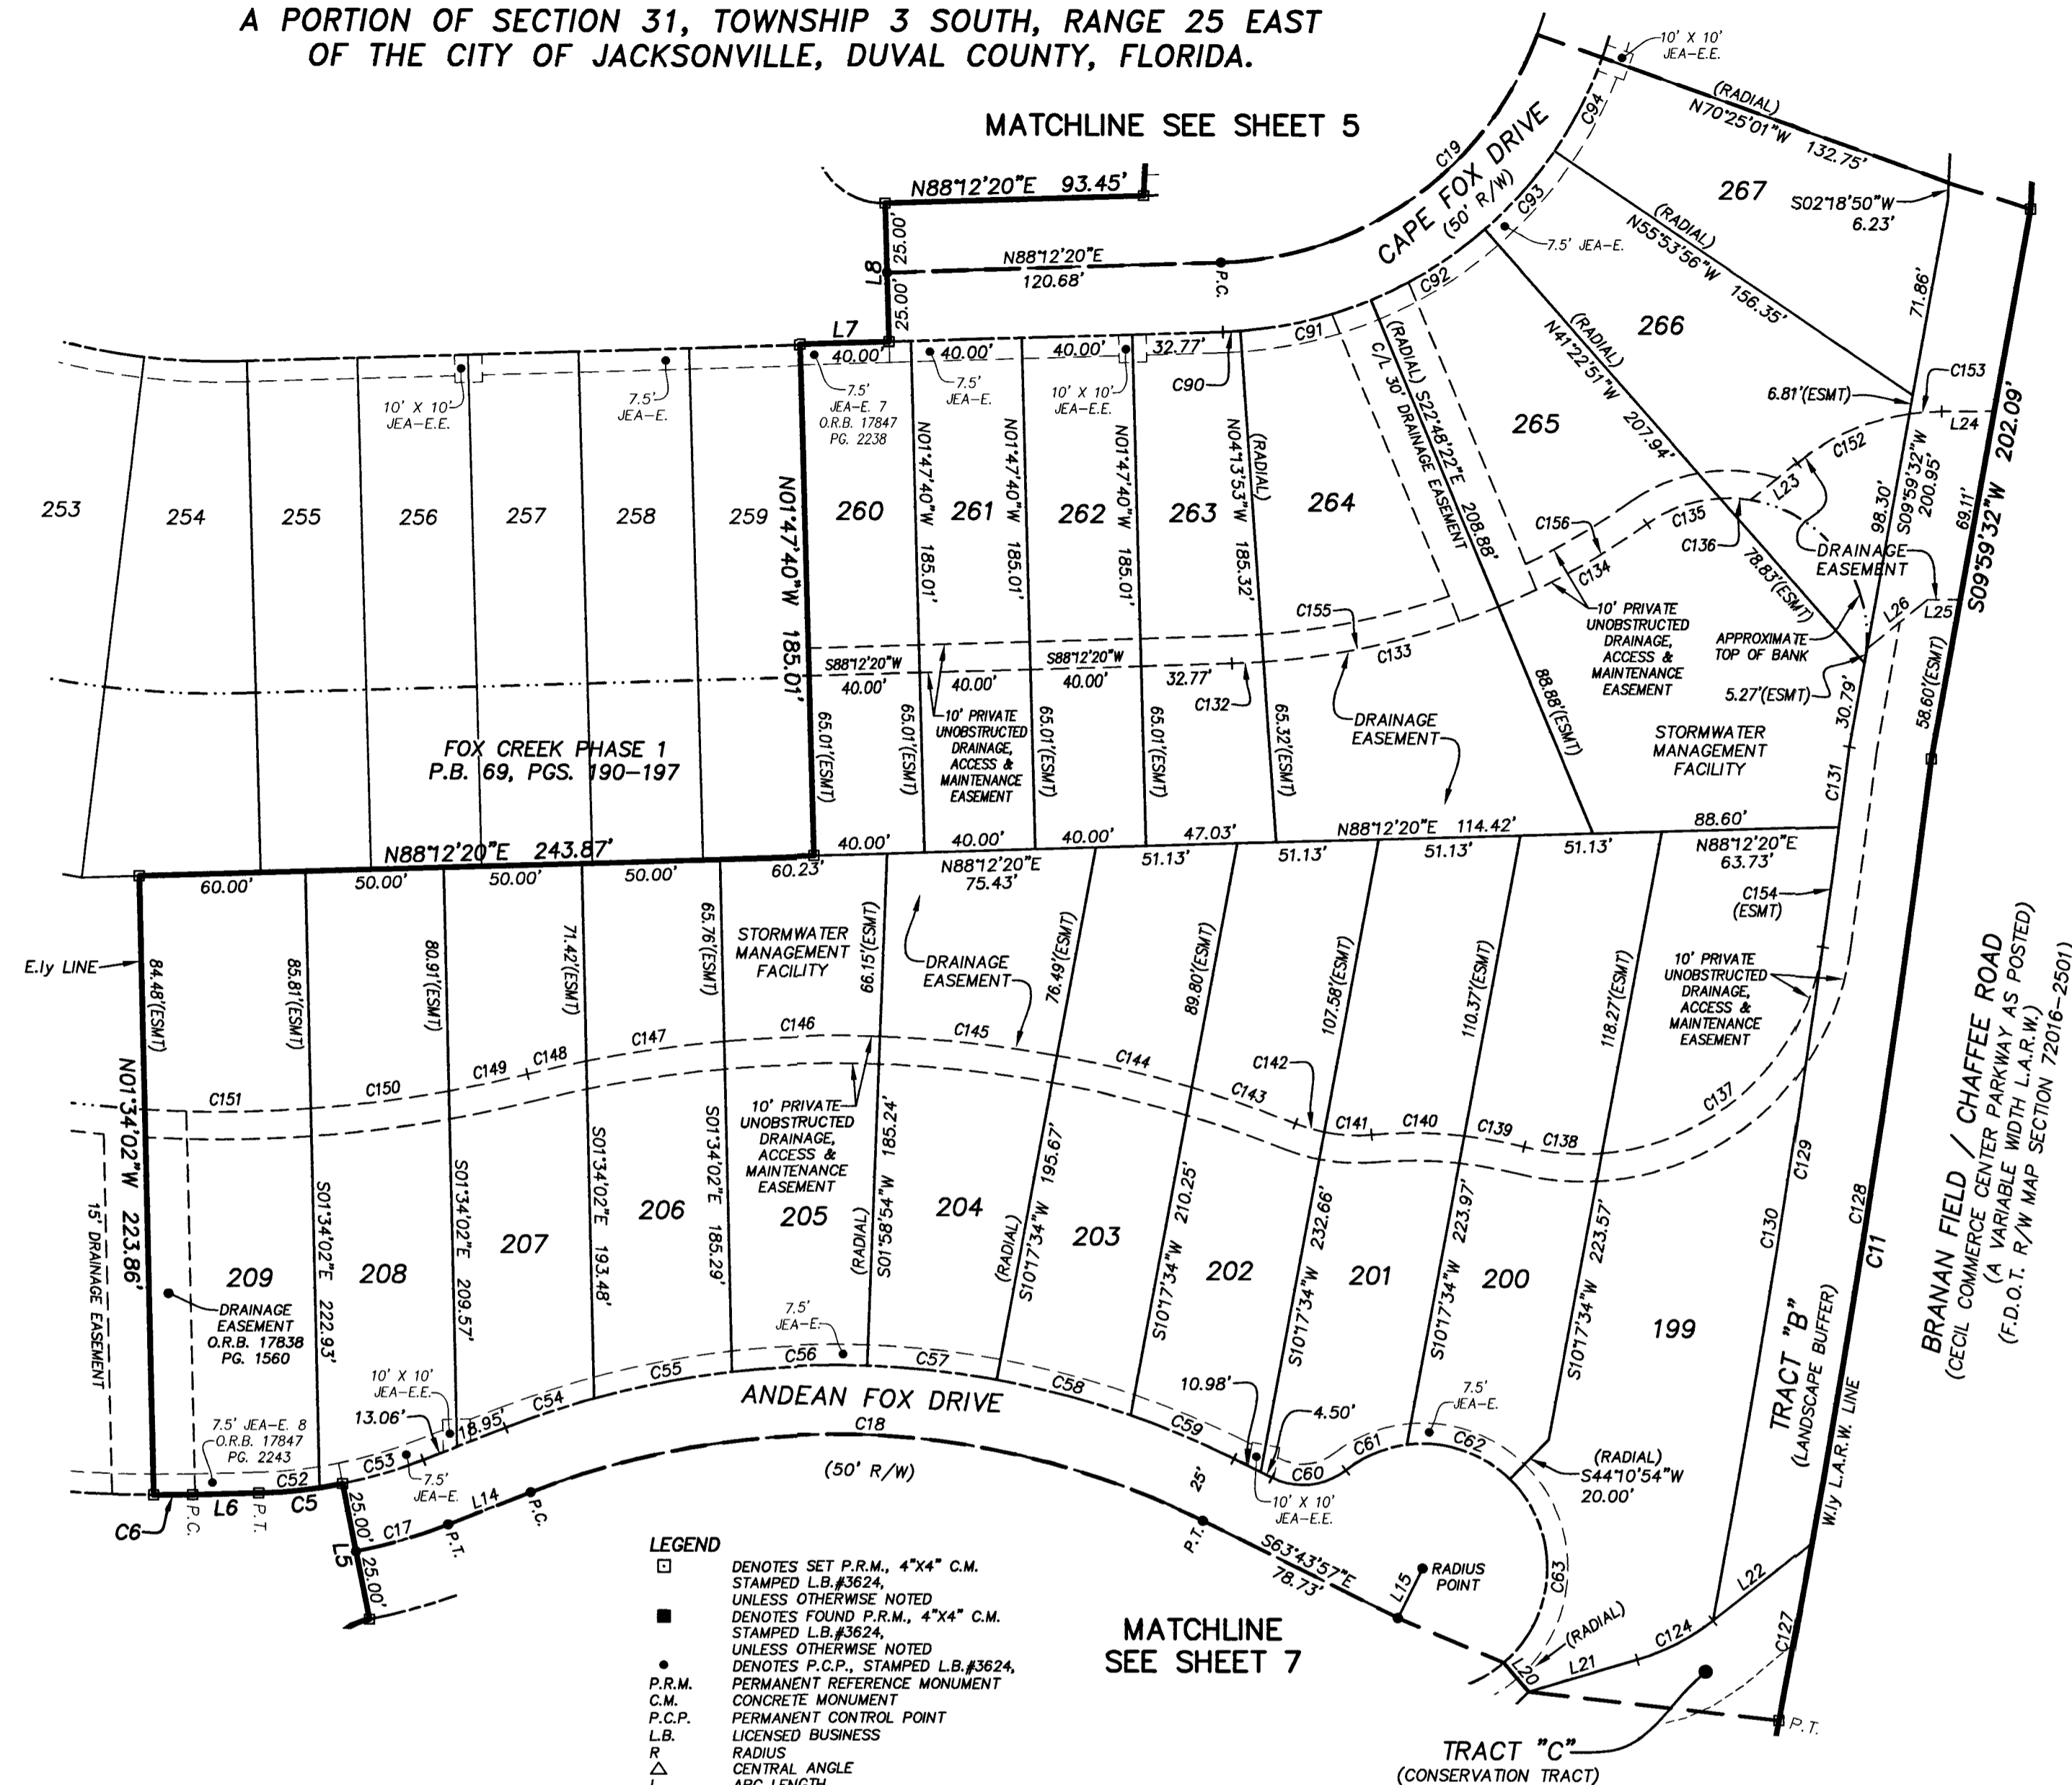 A PORTION OF SECTION 31, TOWNSHIP 3 SOUTH, RANGE 25 EAST
OF THE CITY OF JACKSONVILLE, DUVAL COUNTY, FLORIDA.
MATCHLINE SEE SHEET 5
10' X 10'
JEA-E.E.
(RADIAL)
N70°25'01"W 132.75'
C94
C19
CAPE FOX DRIVE
(50' R/W)
C93
7.5' JEA-E.
C92
267
S02°18'50"W
6.23'
(RADIAL)
N55°53'56"W 156.35'
71.86'
N88°12'20"E 93.45'
25.00'
L8
25.00'
N88°12'20"E
120.68'
P.C.
266
(RADIAL)
N41°22'51"W 207.94'
6.81'(ESMT)
C153
L24
C152
L23
S09°59'32"W 202.09'
S09°59'32"W
200.95'
98.30'
69.11'
L7
40.00'
40.00'
40.00'
32.77'
C90
C91
10' X 10'
JEA-E.E.
7.5'
JEA-E.
7.5'
JEA-E. 7
O.R.B. 17847
PG. 2238
7.5'
JEA-E.
10' X 10'
JEA-E.E.
(RADIAL) S22°48'22"E 208.88'
C/L 30' DRAINAGE EASEMENT
265
253
254
255
256
257
258
259
260
261
262
263
264
N01°47'40"W 185.01'
N01°47'40"W 185.01'
N01°47'40"W 185.01'
N01°47'40"W 185.01'
N04°13'53"W 185.32'
(RADIAL)
C156
C135
C136
C134
78.83'(ESMT)
DRAINAGE
EASEMENT
L26
L25
10' PRIVATE
UNOBSTRUCTED
DRAINAGE,
ACCESS &
MAINTENANCE
EASEMENT
APPROXIMATE
TOP OF BANK
5.27'(ESMT)
30.79'
58.60'(ESMT)
C155
C133
S88°12'20"W
40.00'
40.00'
S88°12'20"W
40.00'
32.77'
C132
65.01'(ESMT)
65.01'(ESMT)
65.01'(ESMT)
65.01'(ESMT)
65.32'(ESMT)
88.88'(ESMT)
10' PRIVATE
UNOBSTRUCTED
DRAINAGE,
ACCESS &
MAINTENANCE
EASEMENT
DRAINAGE
EASEMENT
STORMWATER
MANAGEMENT
FACILITY
C131
FOX CREEK PHASE 1
P.B. 69, PGS. 190-197
N88°12'20"E 243.87'
40.00'
40.00'
40.00'
47.03'
N88°12'20"E 114.42'
88.60'
60.00'
50.00'
50.00'
50.00'
60.23'
N88°12'20"E
75.43'
51.13'
51.13'
51.13'
51.13'
N88°12'20"E
63.73'
C154
(ESMT)
E.ly LINE
84.48'(ESMT)
85.81'(ESMT)
80.91'(ESMT)
71.42'(ESMT)
65.76'(ESMT)
66.15'(ESMT)
76.49'(ESMT)
89.80'(ESMT)
107.58'(ESMT)
110.37'(ESMT)
118.27'(ESMT)
STORMWATER
MANAGEMENT
FACILITY
DRAINAGE
EASEMENT
10' PRIVATE
UNOBSTRUCTED
DRAINAGE,
ACCESS &
MAINTENANCE
EASEMENT
C151
C150
C149
C148
C147
C146
C145
C144
C143
C142
C141
C140
C139
C138
C137
10' PRIVATE
UNOBSTRUCTED
DRAINAGE,
ACCESS &
MAINTENANCE
EASEMENT
15' DRAINAGE EASEMENT
N01°34'02"W 223.86'
S01°34'02"E 222.93'
S01°34'02"E 209.57'
S01°34'02"E 193.48'
S01°34'02"E 185.29'
(RADIAL)
S01°58'54"W 185.24'
(RADIAL)
S10°17'34"W 195.67'
S10°17'34"W 210.25'
S10°17'34"W 232.66'
S10°17'34"W 223.97'
S10°17'34"W 223.57'
209
208
207
206
205
204
203
202
201
200
199
C129
C130
C128
C11
TRACT "B"
(LANDSCAPE BUFFER)
W.ly L.A.R.W. LINE
BRANAN FIELD / CHAFFEE ROAD
(CECIL COMMERCE CENTER PARKWAY AS POSTED)
(A VARIABLE WIDTH L.A.R.W.)
(F.D.O.T. R/W MAP SECTION 72016-2501)
DRAINAGE
EASEMENT
O.R.B. 17838
PG. 1560
7.5' JEA-E. 8
O.R.B. 17847
PG. 2243
10' X 10'
JEA-E.E.
13.06'
18.95'
7.5'
JEA-E.
7.5'
JEA-E.
C52
C53
C54
C55
C56
C57
C58
C59
10.98'
4.50'
C60
C61
C62
C63
7.5'
JEA-E.
10' X 10'
JEA-E.E.
(RADIAL)
S44°10'54"W
20.00'
ANDEAN FOX DRIVE
C18
(50' R/W)
25'
C6
P.C.
L6
P.T.
C5
25.00'
L5
25.00'
C17
P.T.
L14
P.C.
P.T.
S63°43'57"E
78.73'
L15
RADIUS
POINT
L20
(RADIAL)
L21
C124
L22
C127
P.T.
MATCHLINE
SEE SHEET 7
TRACT "C"
(CONSERVATION TRACT)
LEGEND
DENOTES SET P.R.M., 4"X4" C.M.
STAMPED L.B.#3624,
UNLESS OTHERWISE NOTED
DENOTES FOUND P.R.M., 4"X4" C.M.
STAMPED L.B.#3624,
UNLESS OTHERWISE NOTED
DENOTES P.C.P., STAMPED L.B.#3624,
P.R.M. PERMANENT REFERENCE MONUMENT
C.M. CONCRETE MONUMENT
P.C.P. PERMANENT CONTROL POINT
L.B. LICENSED BUSINESS
R RADIUS
△ CENTRAL ANGLE
L ARC LENGTH